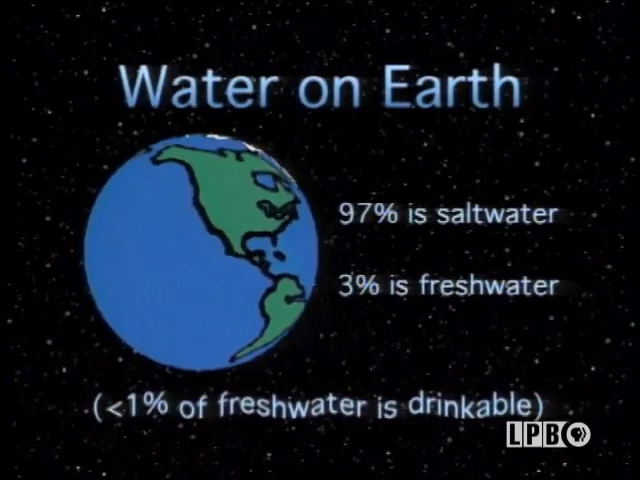 Water on Earth
97% is saltwater
3% is freshwater
(<1% of freshwater is drinkable)
LPB